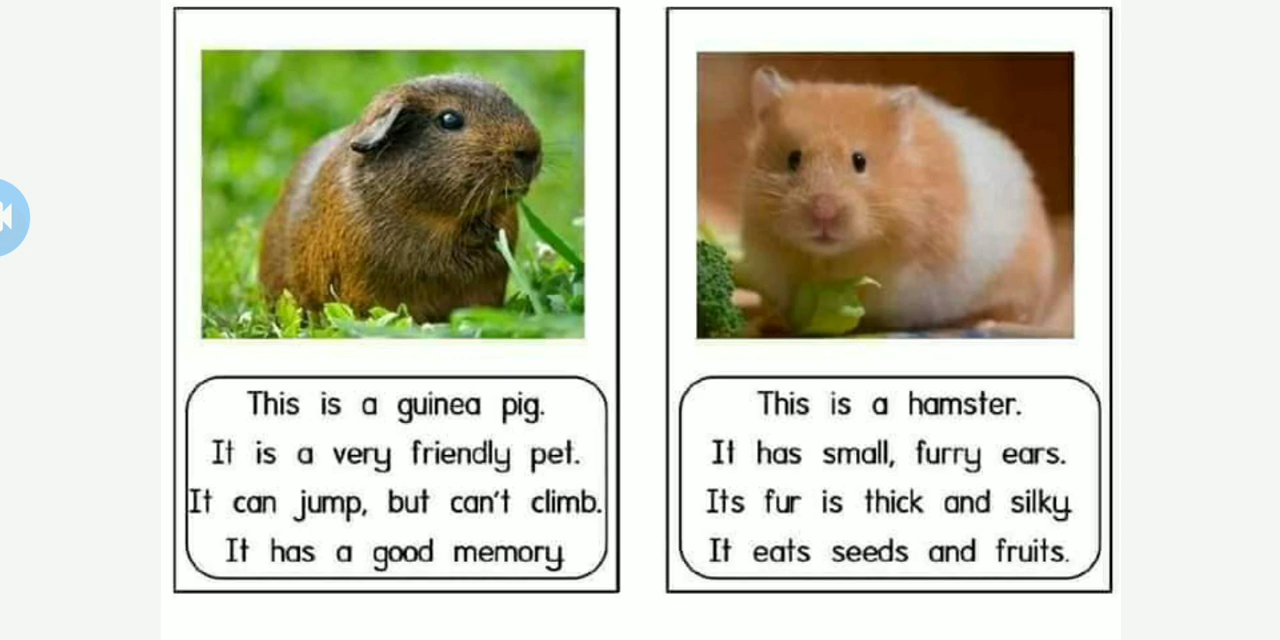 This is a guinea pig.
It is a very friendly pet.
It can jump, but can't climb.
It has a good memory
This is a hamster.
It has small, furry ears.
Its fur is thick and silky.
It eats seeds and fruits.